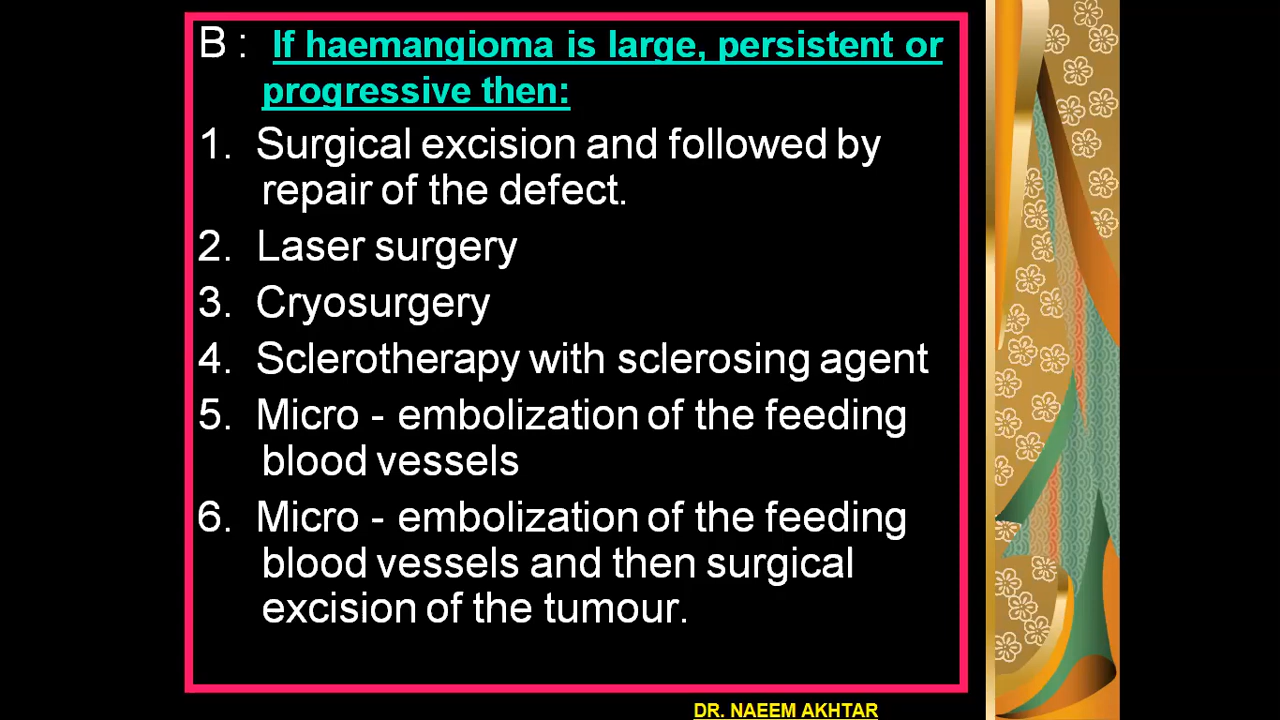 B : If haemangioma is large, persistent or
progressive then:
1. Surgical excision and followed by
repair of the defect.
2. Laser surgery
3. Cryosurgery
4. Sclerotherapy with sclerosing agent
5. Micro - embolization of the feeding
blood vessels
6. Micro - embolization of the feeding
blood vessels and then surgical
excision of the tumour.
DR. NAEEM AKHTAR